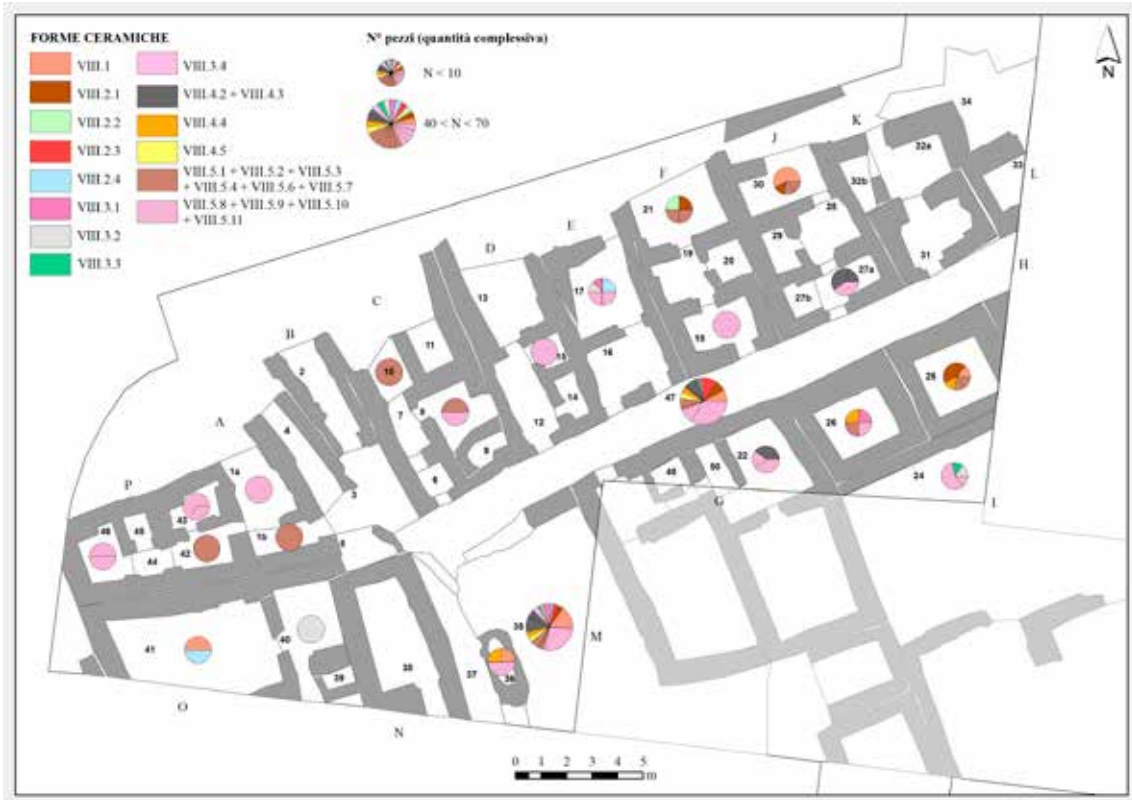 FORME CERAMICHE
VIII.1
VIII.2.1
VIII.2.2
VIII.2.3
VIII.2.4
VIII.3.1
VIII.3.2
VIII.3.3
VIII.3.4
VIII.4.2 + VIII.4.3
VIII.4.4
VIII.4.5
VIII.5.1 + VIII.5.2 + VIII.5.3
+ VIII.5.4 + VIII.5.6 + VIII.5.7
VIII.5.8 + VIII.5.9 + VIII.5.10
+ VIII.5.11
N° pezzi (quantità complessiva)
N < 10
40 < N < 70
N
34
K
J
32a
33
L
F
30
32b
21
28
E
D
19
29
31
H
20
27a
17
13
27b
C
18
11
15
16
B
10
25
2
47
14
7
8
12
26
A
4
9
22
6
48
50
24
1a
G
I
P
3
43
46
45
1b
5
42
44
35
M
40
41
38
37
36
39
O
N
0 1 2 3 4 5
m